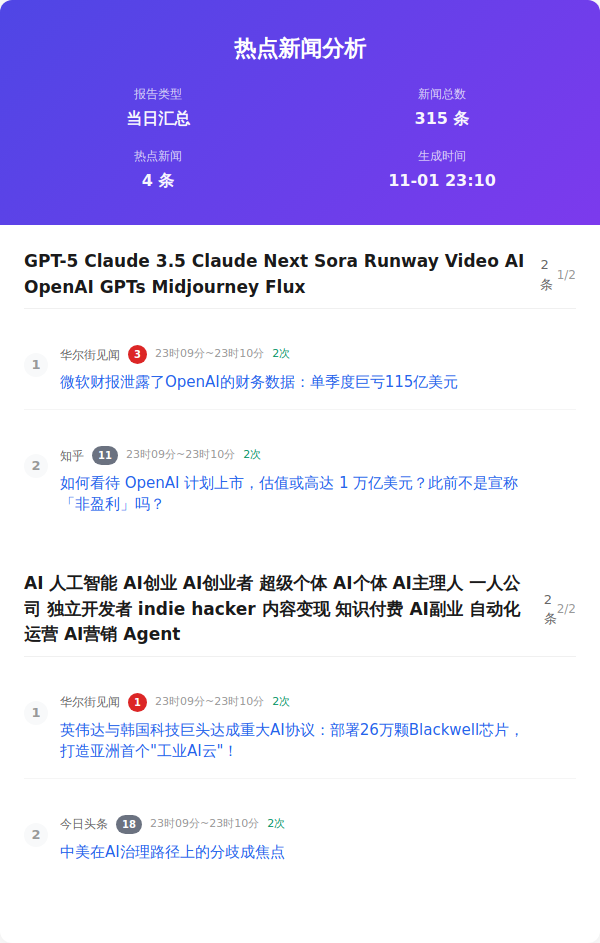 热点新闻分析
报告类型
新闻总数
当日汇总
315 条
热点新闻
生成时间
4 条
11-01 23:10
GPT-5 Claude 3.5 Claude Next Sora Runway Video AI
OpenAI GPTs Midjourney Flux
2
条
1/2
1
华尔街见闻 3 23时09分~23时10分 2次
微软财报泄露了OpenAI的财务数据：单季度巨亏115亿美元
2
知乎 11 23时09分~23时10分 2次
如何看待 OpenAI 计划上市，估值或高达 1 万亿美元？此前不是宣称
「非盈利」吗？
AI 人工智能 AI创业 AI创业者 超级个体 AI个体 AI主理人 一人公
司 独立开发者 indie hacker 内容变现 知识付费 AI副业 自动化
运营 AI营销 Agent
2
条
2/2
1
华尔街见闻 1 23时09分~23时10分 2次
英伟达与韩国科技巨头达成重大AI协议：部署26万颗Blackwell芯片，
打造亚洲首个"工业AI云"！
2
今日头条 18 23时09分~23时10分 2次
中美在AI治理路径上的分歧成焦点